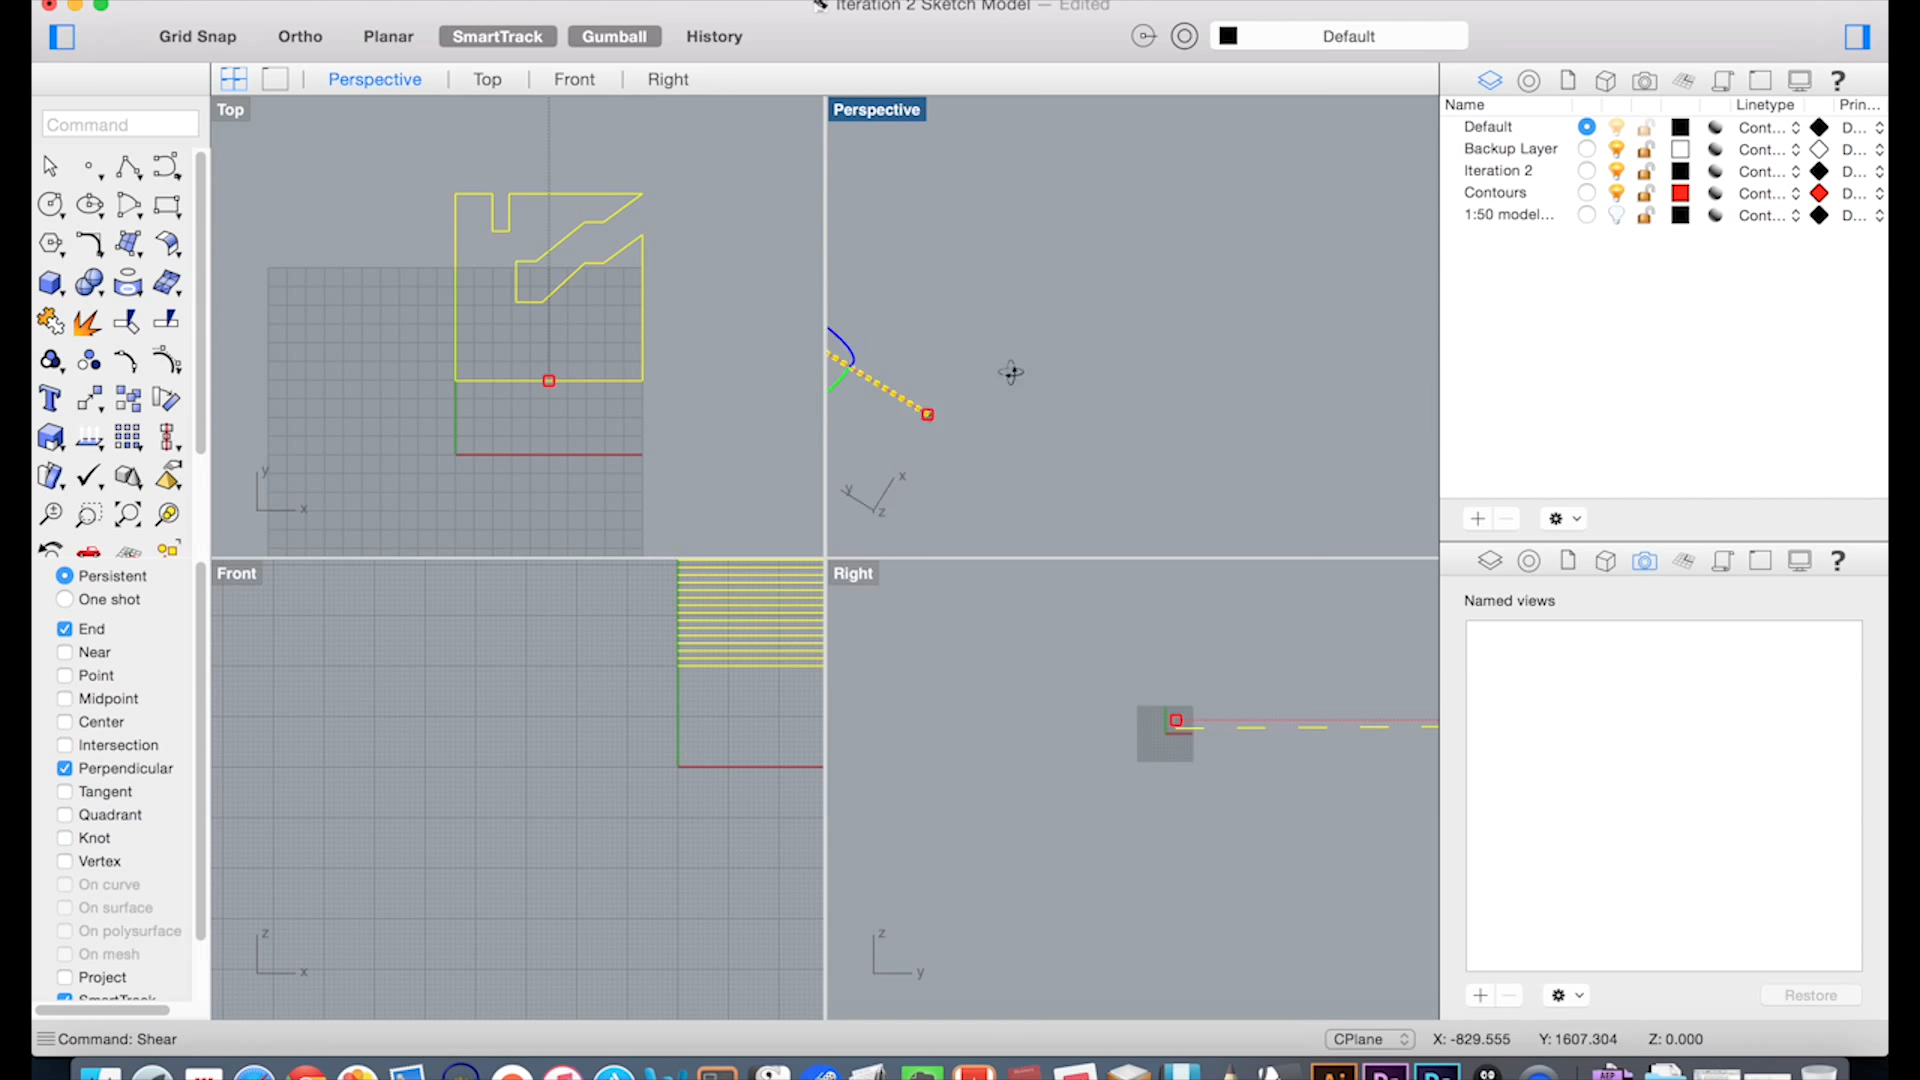 Iteration 2 Sketch Model — Edited
Grid Snap Ortho Planar SmartTrack Gumball History Default
Perspective Top Front Right
Command
Top
Perspective
Front
Right
y
x
y
x
z
z
x
z
y
Persistent
One shot
End
Near
Point
Midpoint
Center
Intersection
Perpendicular
Tangent
Quadrant
Knot
Vertex
On curve
On surface
On polysurface
On mesh
Project
SmartTrack
Name Linetype Prin...
Default Cont... D...
Backup Layer Cont... D...
Iteration 2 Cont... D...
Contours Cont... D...
1:50 model... Cont... D...
Named views
Restore
Command: Shear
CPlane X: -829.555 Y: 1607.304 Z: 0.000